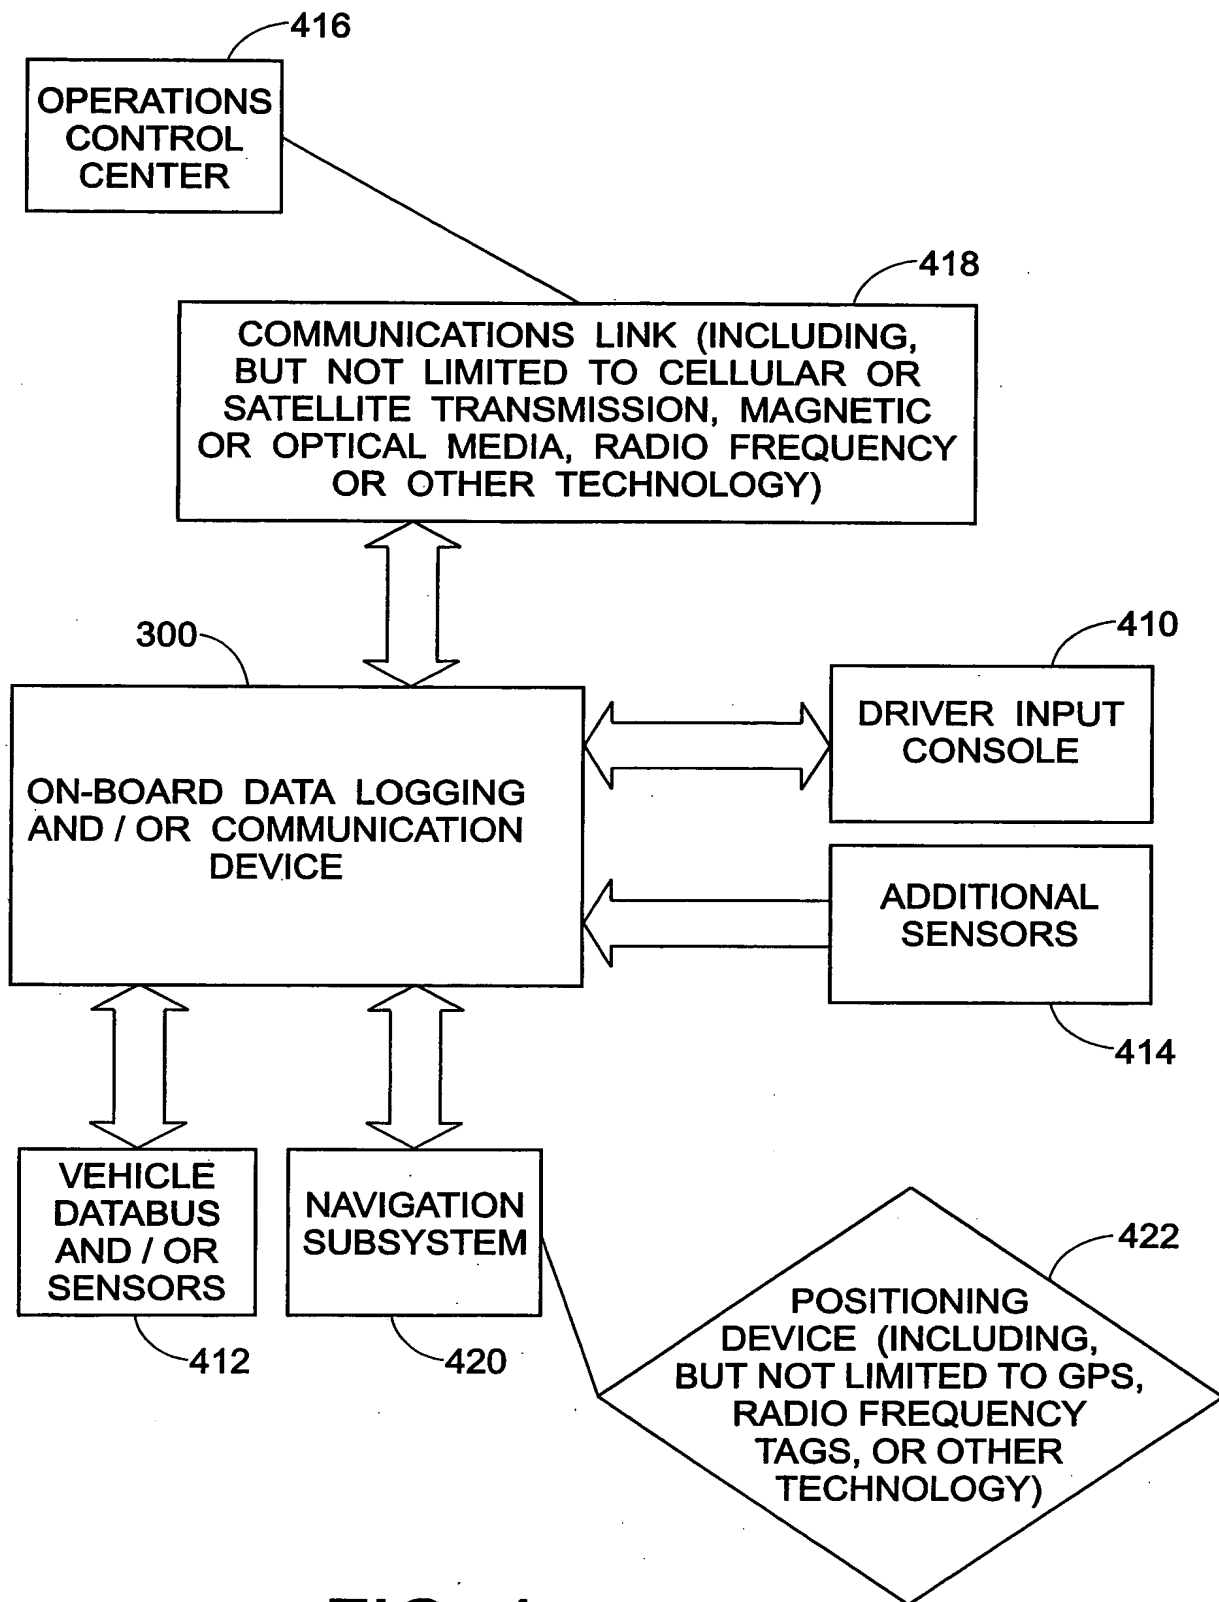 416
OPERATIONS
CONTROL
CENTER
418
COMMUNICATIONS LINK (INCLUDING,
BUT NOT LIMITED TO CELLULAR OR
SATELLITE TRANSMISSION, MAGNETIC
OR OPTICAL MEDIA, RADIO FREQUENCY
OR OTHER TECHNOLOGY)
300
410
DRIVER INPUT
CONSOLE
ON-BOARD DATA LOGGING
AND / OR COMMUNICATION
DEVICE
ADDITIONAL
SENSORS
414
VEHICLE
DATABUS
AND / OR
SENSORS
412
NAVIGATION
SUBSYSTEM
420
422
POSITIONING
DEVICE (INCLUDING,
BUT NOT LIMITED TO GPS,
RADIO FREQUENCY
TAGS, OR OTHER
TECHNOLOGY)